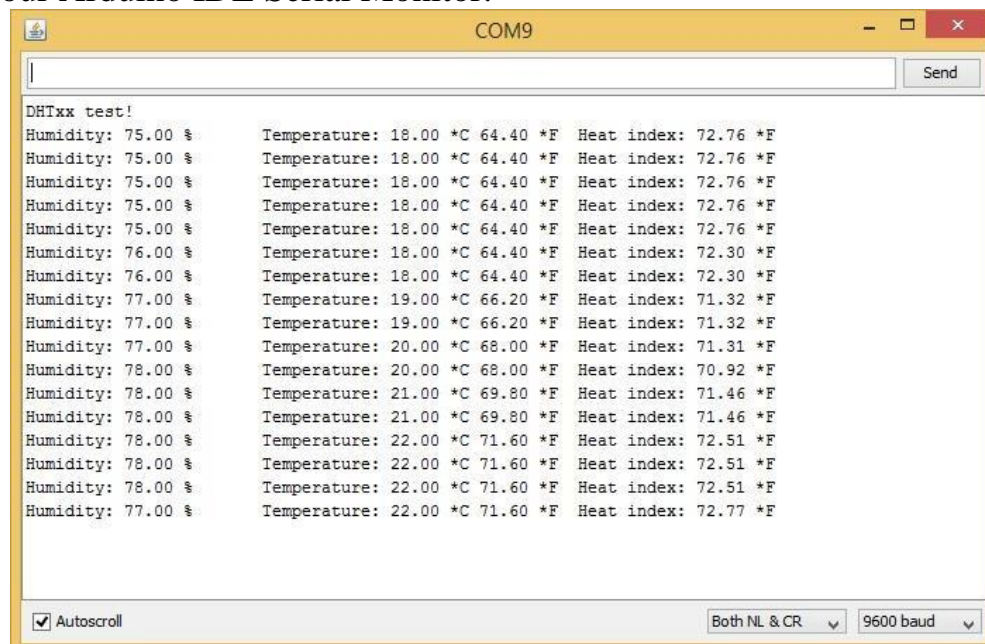 COM9
Send
DHTxx test!
Humidity: 75.00 % Temperature: 18.00 *C 64.40 *F Heat index: 72.76 *F
Humidity: 75.00 % Temperature: 18.00 *C 64.40 *F Heat index: 72.76 *F
Humidity: 75.00 % Temperature: 18.00 *C 64.40 *F Heat index: 72.76 *F
Humidity: 75.00 % Temperature: 18.00 *C 64.40 *F Heat index: 72.76 *F
Humidity: 75.00 % Temperature: 18.00 *C 64.40 *F Heat index: 72.76 *F
Humidity: 76.00 % Temperature: 18.00 *C 64.40 *F Heat index: 72.30 *F
Humidity: 76.00 % Temperature: 18.00 *C 64.40 *F Heat index: 72.30 *F
Humidity: 77.00 % Temperature: 19.00 *C 66.20 *F Heat index: 71.32 *F
Humidity: 77.00 % Temperature: 19.00 *C 66.20 *F Heat index: 71.32 *F
Humidity: 77.00 % Temperature: 20.00 *C 68.00 *F Heat index: 71.31 *F
Humidity: 78.00 % Temperature: 20.00 *C 68.00 *F Heat index: 70.92 *F
Humidity: 78.00 % Temperature: 21.00 *C 69.80 *F Heat index: 71.46 *F
Humidity: 78.00 % Temperature: 21.00 *C 69.80 *F Heat index: 71.46 *F
Humidity: 78.00 % Temperature: 22.00 *C 71.60 *F Heat index: 72.51 *F
Humidity: 78.00 % Temperature: 22.00 *C 71.60 *F Heat index: 72.51 *F
Humidity: 78.00 % Temperature: 22.00 *C 71.60 *F Heat index: 72.51 *F
Humidity: 77.00 % Temperature: 22.00 *C 71.60 *F Heat index: 72.77 *F
Autoscroll Both NL & CR 9600 baud